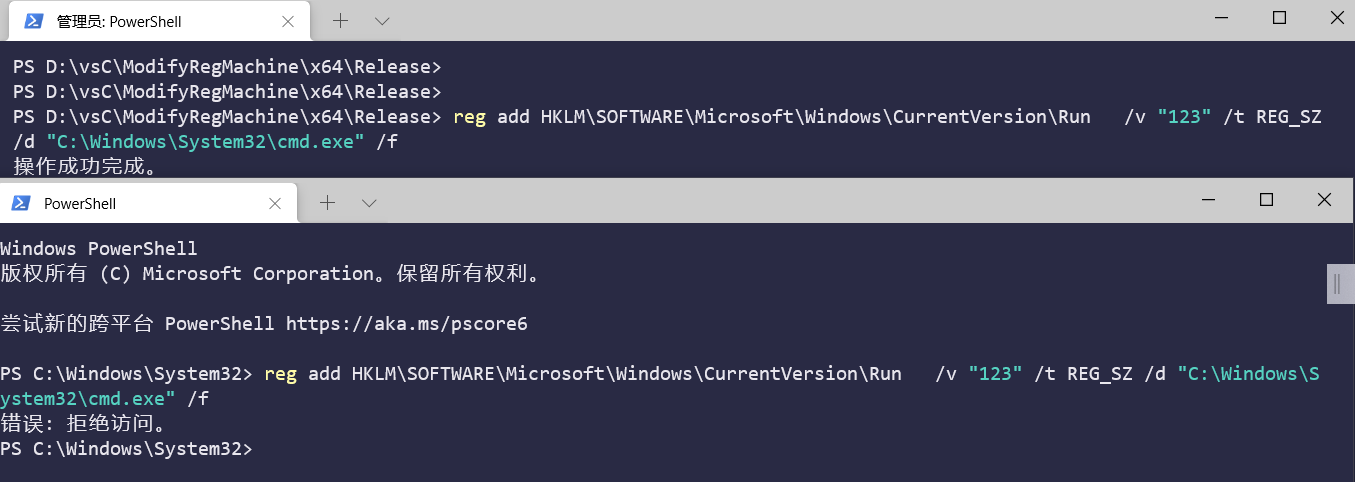 管理员: PowerShell
PS D:\vsC\ModifyRegMachine\x64\Release>
PS D:\vsC\ModifyRegMachine\x64\Release>
PS D:\vsC\ModifyRegMachine\x64\Release> reg add HKLM\SOFTWARE\Microsoft\Windows\CurrentVersion\Run   /v "123" /t REG_SZ
/d "C:\Windows\System32\cmd.exe" /f
操作成功完成。
PowerShell
Windows PowerShell
版权所有 (C) Microsoft Corporation。保留所有权利。
尝试新的跨平台 PowerShell https://aka.ms/pscore6
PS C:\Windows\System32> reg add HKLM\SOFTWARE\Microsoft\Windows\CurrentVersion\Run   /v "123" /t REG_SZ /d "C:\Windows\S
ystem32\cmd.exe" /f
错误: 拒绝访问。
PS C:\Windows\System32>